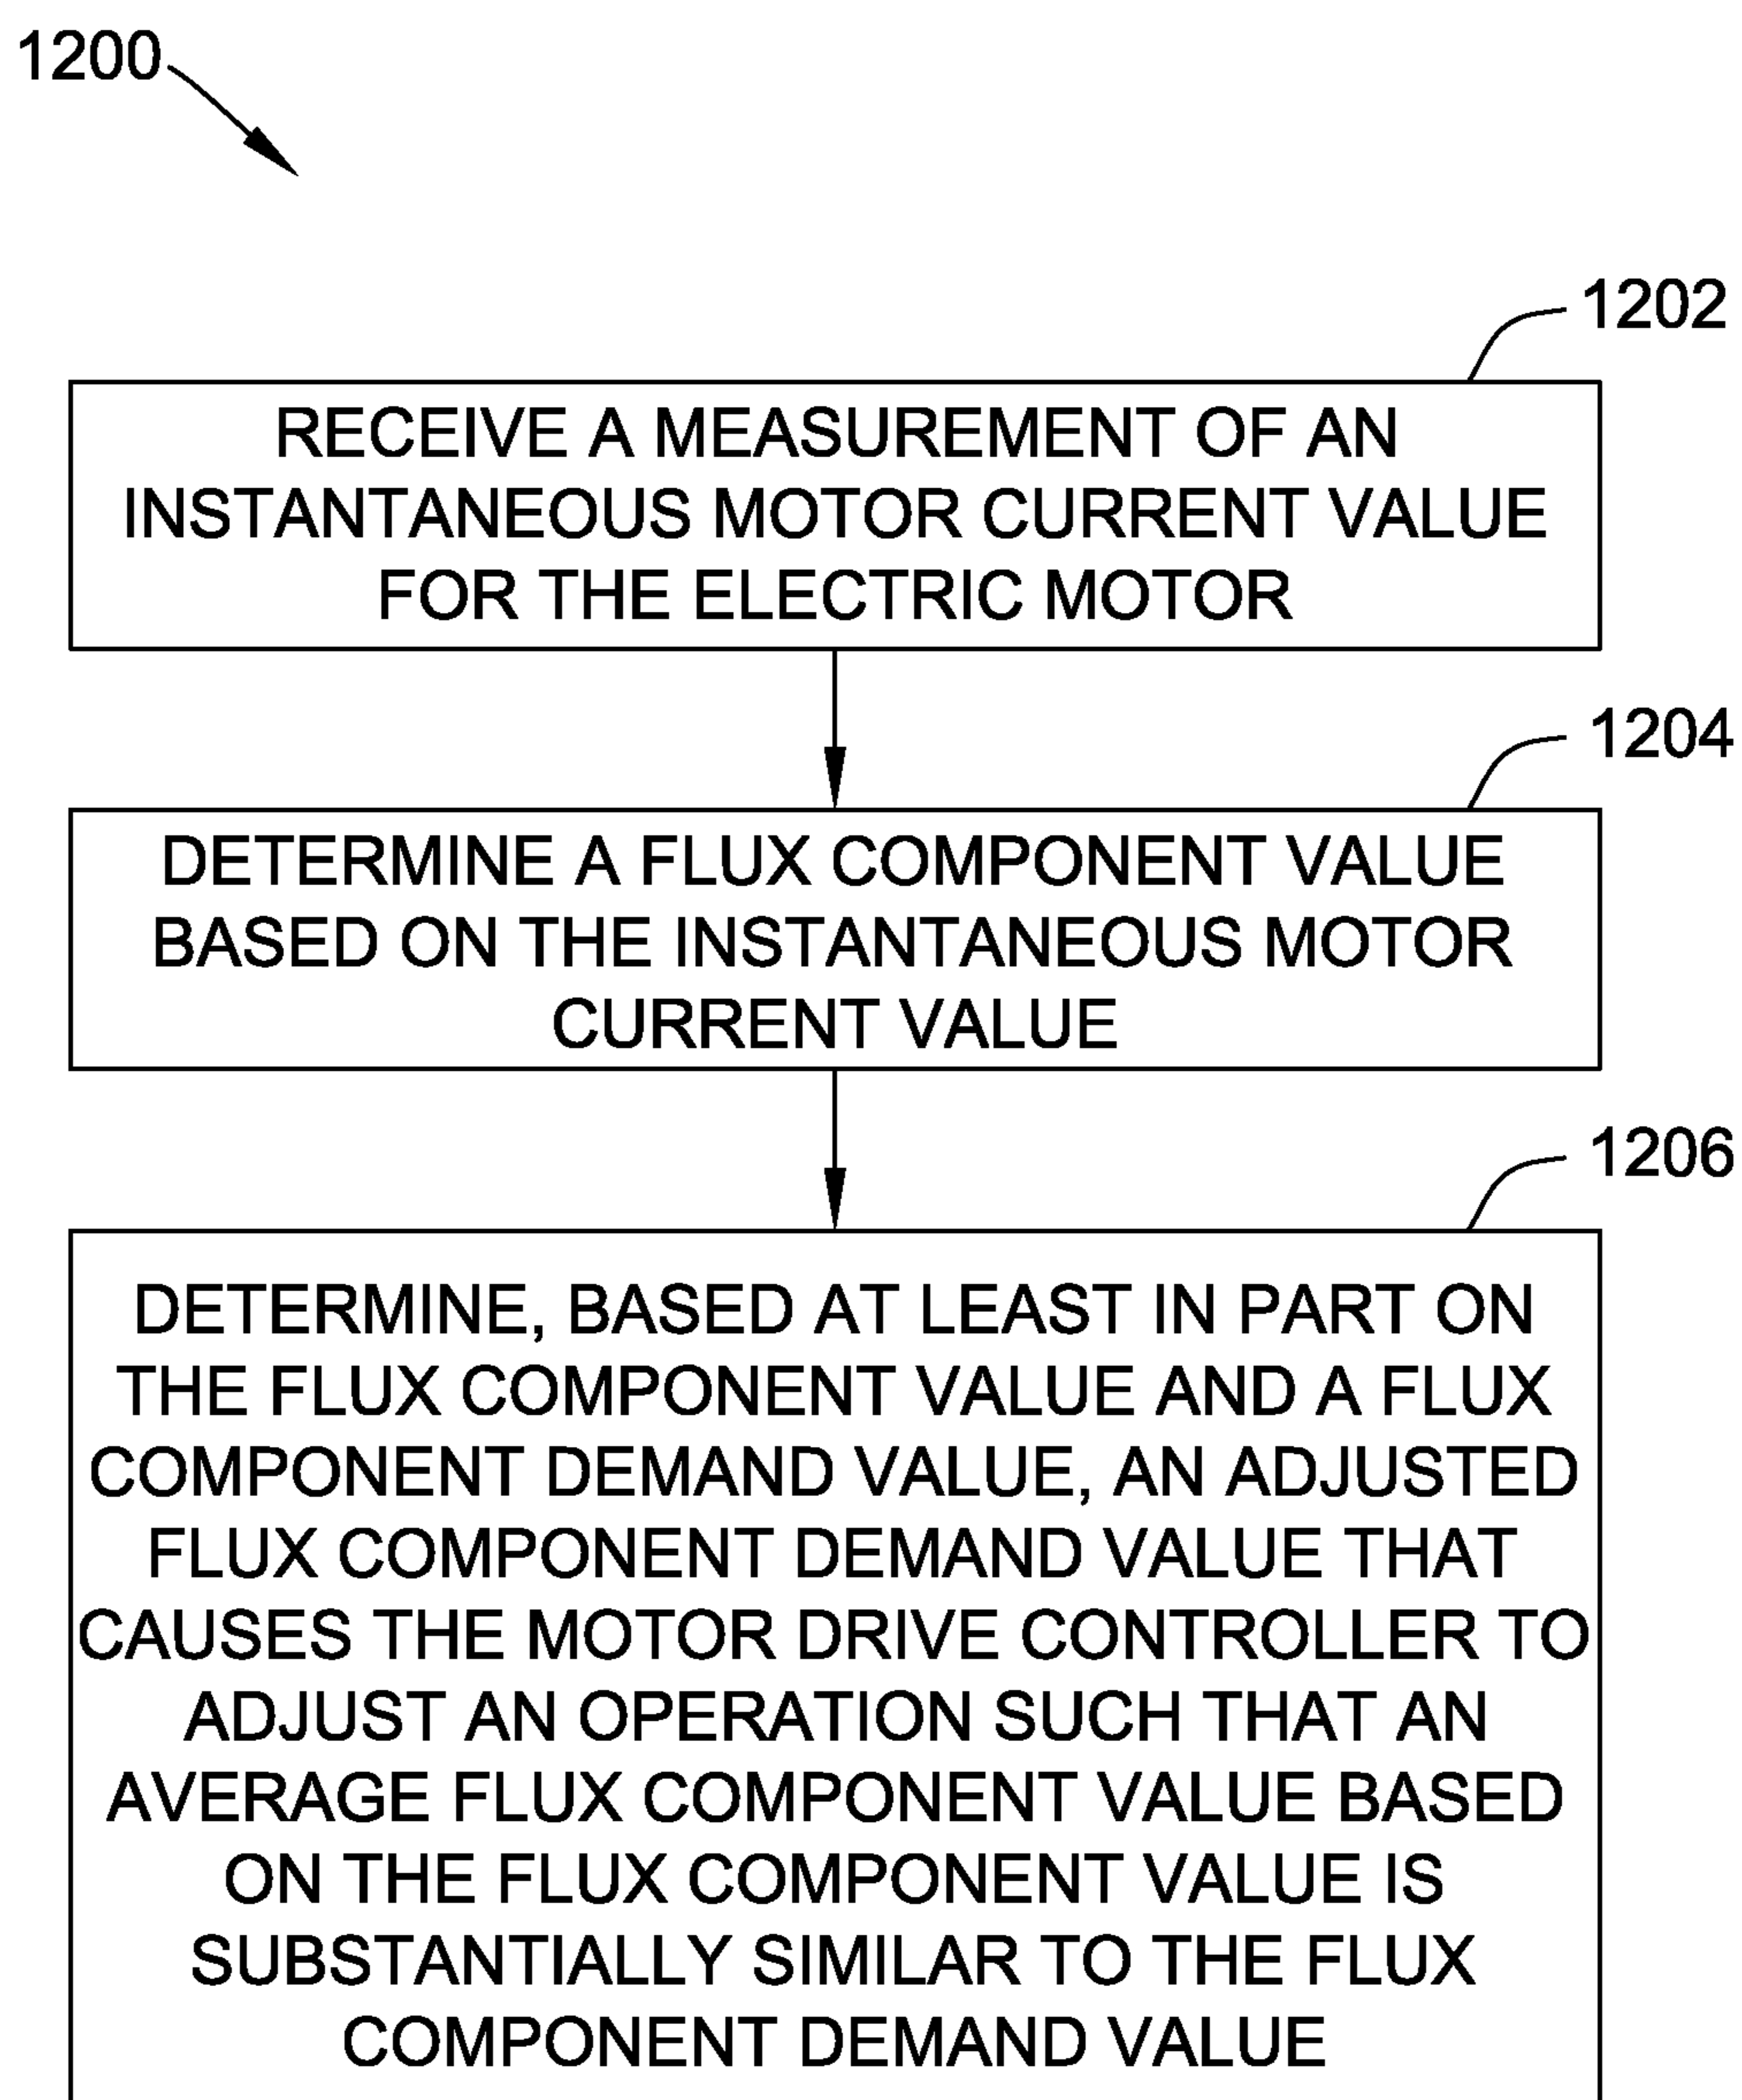 1200
1202
RECEIVE A MEASUREMENT OF AN
INSTANTANEOUS MOTOR CURRENT VALUE
FOR THE ELECTRIC MOTOR
1204
DETERMINE A FLUX COMPONENT VALUE
BASED ON THE INSTANTANEOUS MOTOR
CURRENT VALUE
1206
DETERMINE, BASED AT LEAST IN PART ON
THE FLUX COMPONENT VALUE AND A FLUX
COMPONENT DEMAND VALUE, AN ADJUSTED
FLUX COMPONENT DEMAND VALUE THAT
CAUSES THE MOTOR DRIVE CONTROLLER TO
ADJUST AN OPERATION SUCH THAT AN
AVERAGE FLUX COMPONENT VALUE BASED
ON THE FLUX COMPONENT VALUE IS
SUBSTANTIALLY SIMILAR TO THE FLUX
COMPONENT DEMAND VALUE